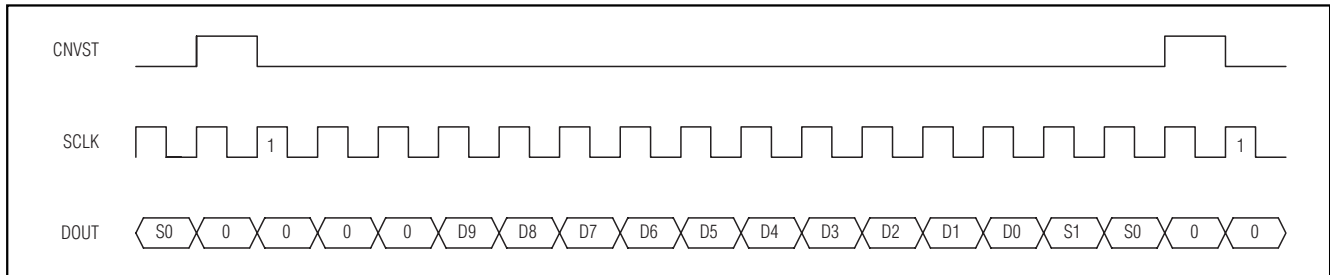 CNVST
SCLK 1 1
DOUT S0 0 0 0 0 D9 D8 D7 D6 D5 D4 D3 D2 D1 D0 S1 S0 0 0